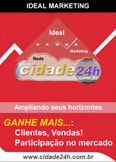 IDEAL MARKETING
Ideal
Marketing
Rede
Cidade24h
Ampliando seus horizontes
GANHE MAIS...:
Clientes, Vendas!
Participação no mercado
www.cidade24h.com.br